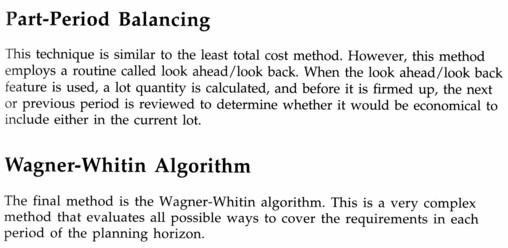 Part-Period Balancing
This technique is similar to the least total cost method. However, this method
employs a routine called look ahead/look back. When the look ahead/look back
feature is used, a lot quantity is calculated, and before it is firmed up, the next
or previous period is reviewed to determine whether it would be economical to
include either in the current lot.
Wagner-Whitin Algorithm
The final method is the Wagner-Whitin algorithm. This is a very complex
method that evaluates all possible ways to cover the requirements in each
period of the planning horizon.